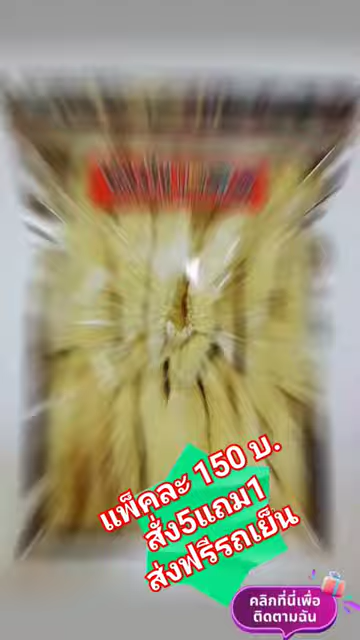 แพ็คละ 150 บ.
สั่ง5แถม1
ส่งฟรีรถเย็น
คลิกที่นี่เพื่อ
ติดตามฉัน